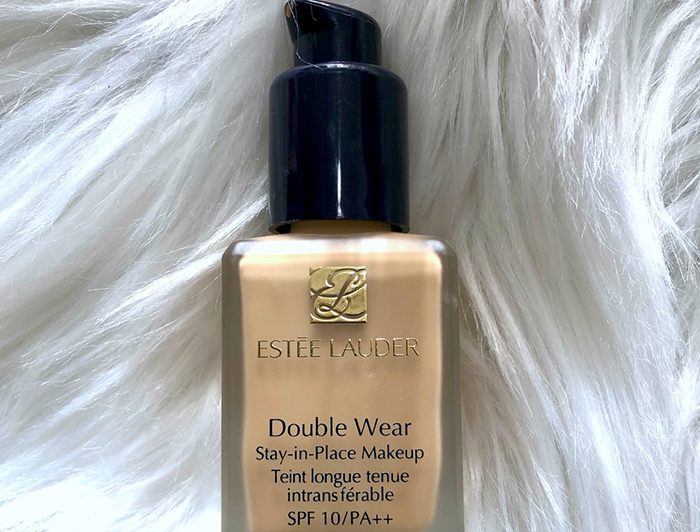 EL
ESTĒE LAUDER
Double Wear
Stay-in-Place Makeup
Teint longue tenue
intransférable
SPF 10/PA++